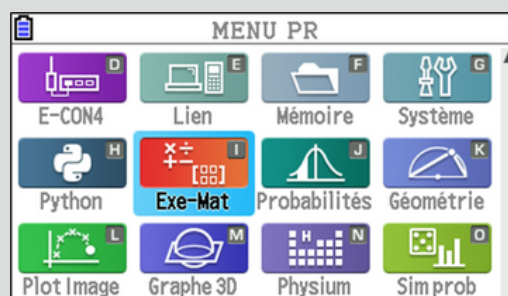 MENU PR
D E F G
E-CON4 Lien Mémoire Système
H I J K
Python Exe-Mat Probabilités Géométrie
L M N O
Plot Image Graphe 3D Physium Sim prob